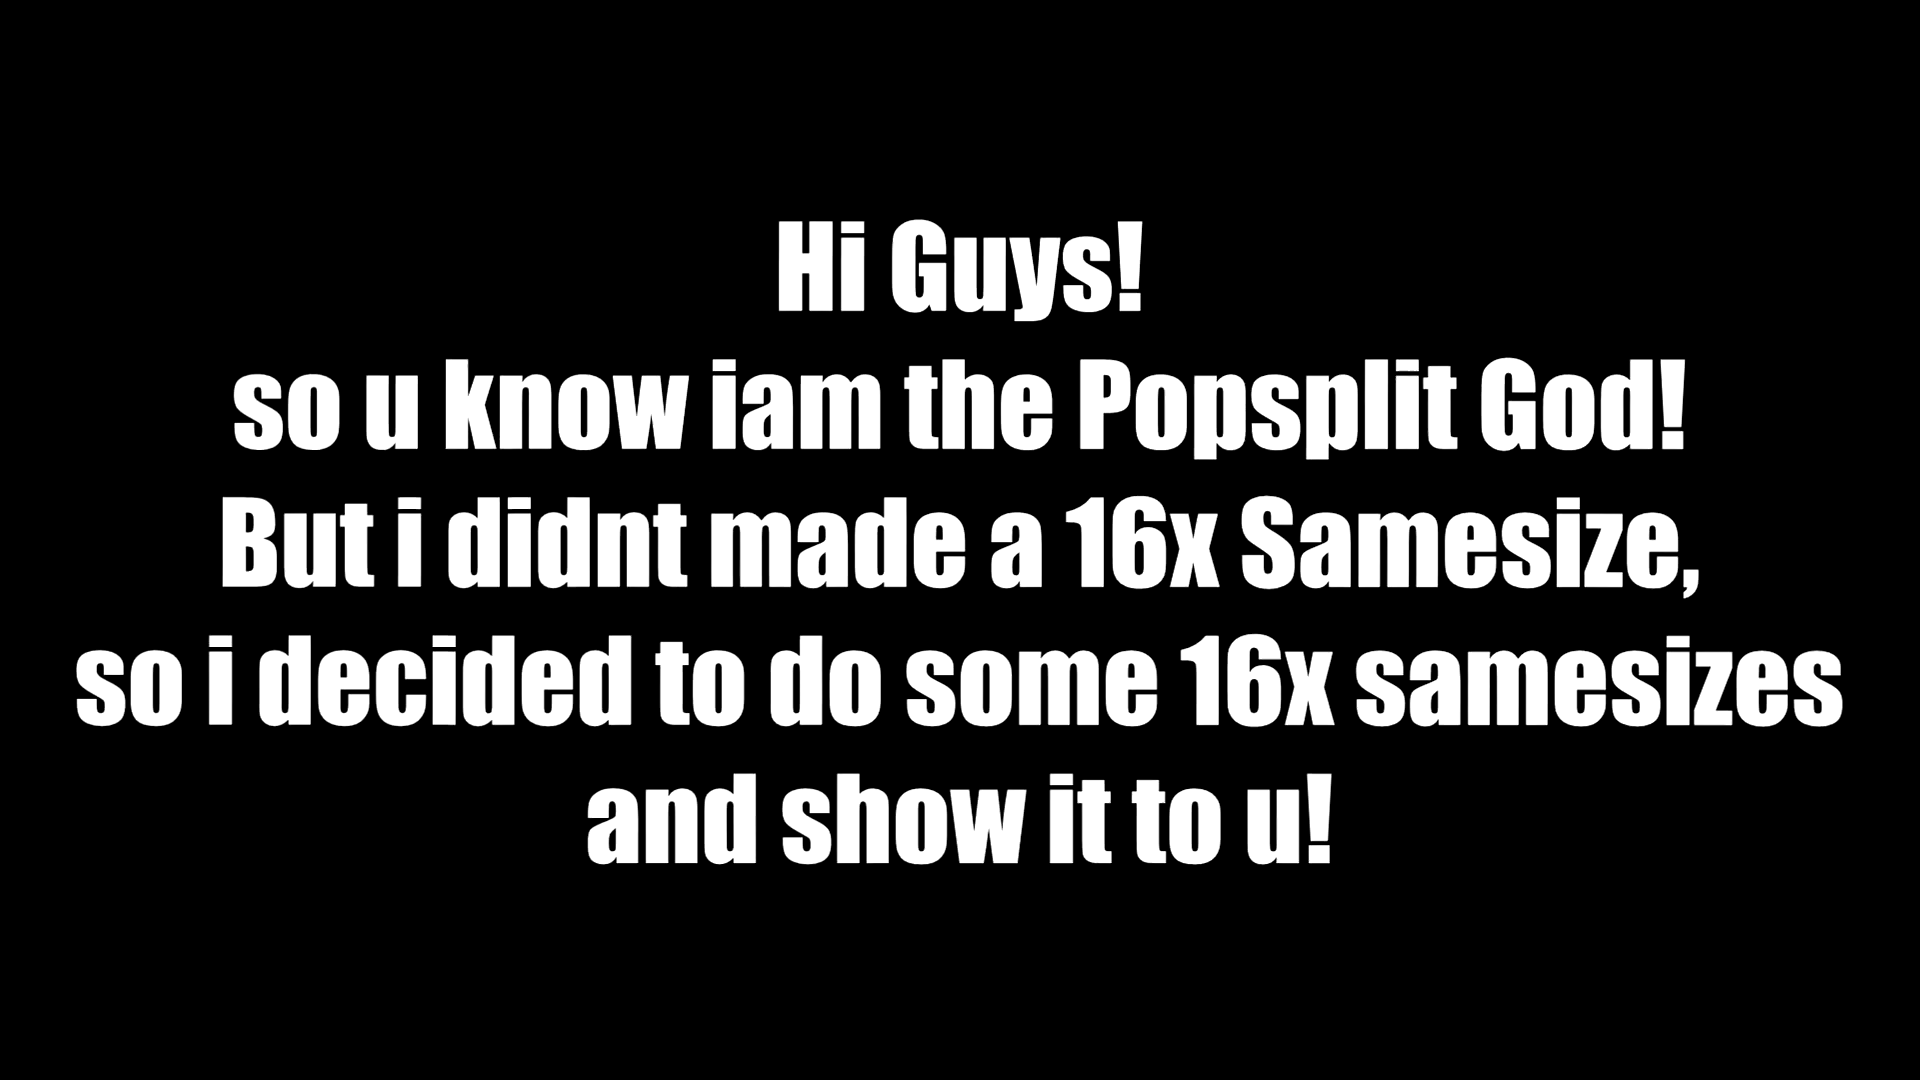 Hi Guys!
so u know iam the Popsplit God!
But i didnt made a 16x Samesize,
so i decided to do some 16x samesizes
and show it to u!